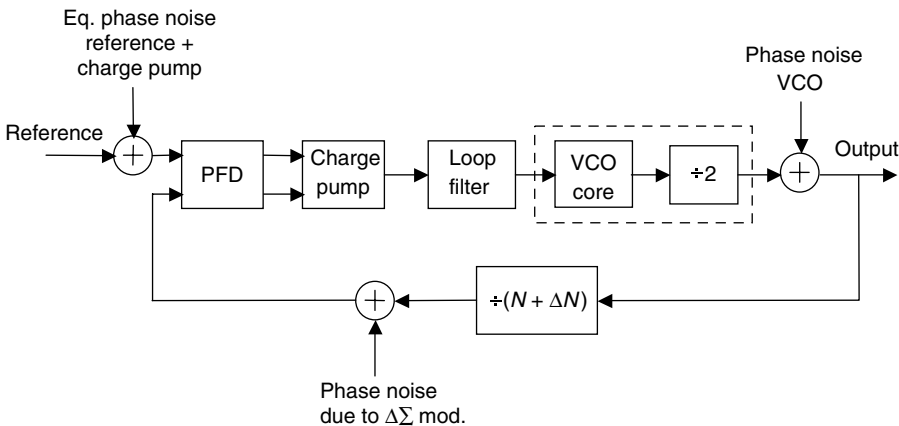 Eq. phase noise
reference +
charge pump
Phase noise
VCO
Reference
+
PFD
Charge
pump
Loop
filter
VCO
core
÷2
+
Output
+
÷(N + ΔN)
Phase noise
due to ΔΣ mod.